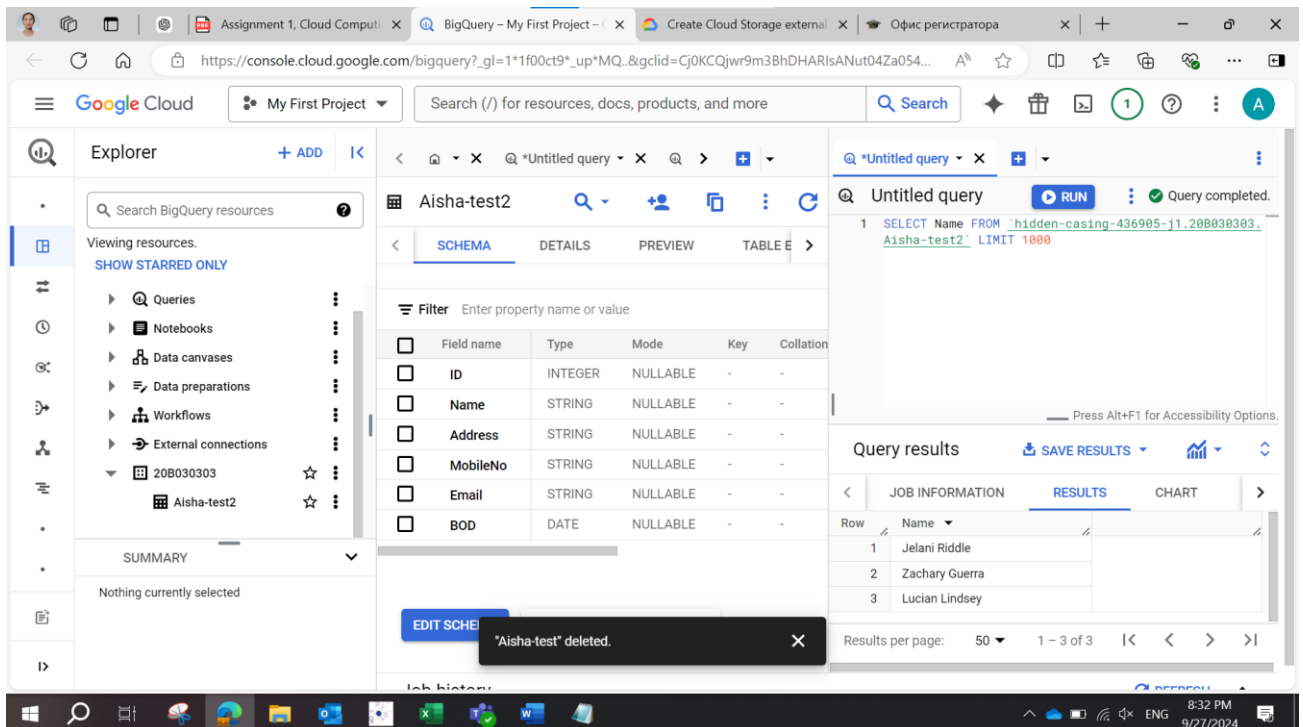 Assignment 1, Cloud Computi
BigQuery – My First Project – (
Create Cloud Storage external
Офис регистратора
https://console.cloud.google.com/bigquery?_gl=1*1f00ct9*_up*MQ..&gclid=Cj0KCQjwr9m3BhDHARIsANut04Za054...
Google Cloud
My First Project
Search (/) for resources, docs, products, and more
Search
1
A
Explorer
+ ADD
Search BigQuery resources
Viewing resources.
SHOW STARRED ONLY
Queries
Notebooks
Data canvases
Data preparations
Workflows
External connections
20B030303
Aisha-test2
SUMMARY
Nothing currently selected
*Untitled query
Aisha-test2
SCHEMA DETAILS PREVIEW TABLE E
Filter Enter property name or value
Field name Type Mode Key Collation
ID INTEGER NULLABLE - -
Name STRING NULLABLE - -
Address STRING NULLABLE - -
MobileNo STRING NULLABLE - -
Email STRING NULLABLE - -
BOD DATE NULLABLE - -
EDIT SCHE
"Aisha-test" deleted.
Job history
*Untitled query
Untitled query
RUN
Query completed.
1 SELECT Name FROM `hidden-casing-436905-j1.20B030303.
Aisha-test2` LIMIT 1000
Press Alt+F1 for Accessibility Options.
Query results
SAVE RESULTS
JOB INFORMATION RESULTS CHART
Row Name
1 Jelani Riddle
2 Zachary Guerra
3 Lucian Lindsey
Results per page: 50 1 – 3 of 3
REFRESH
ENG
8:32 PM
9/27/2024